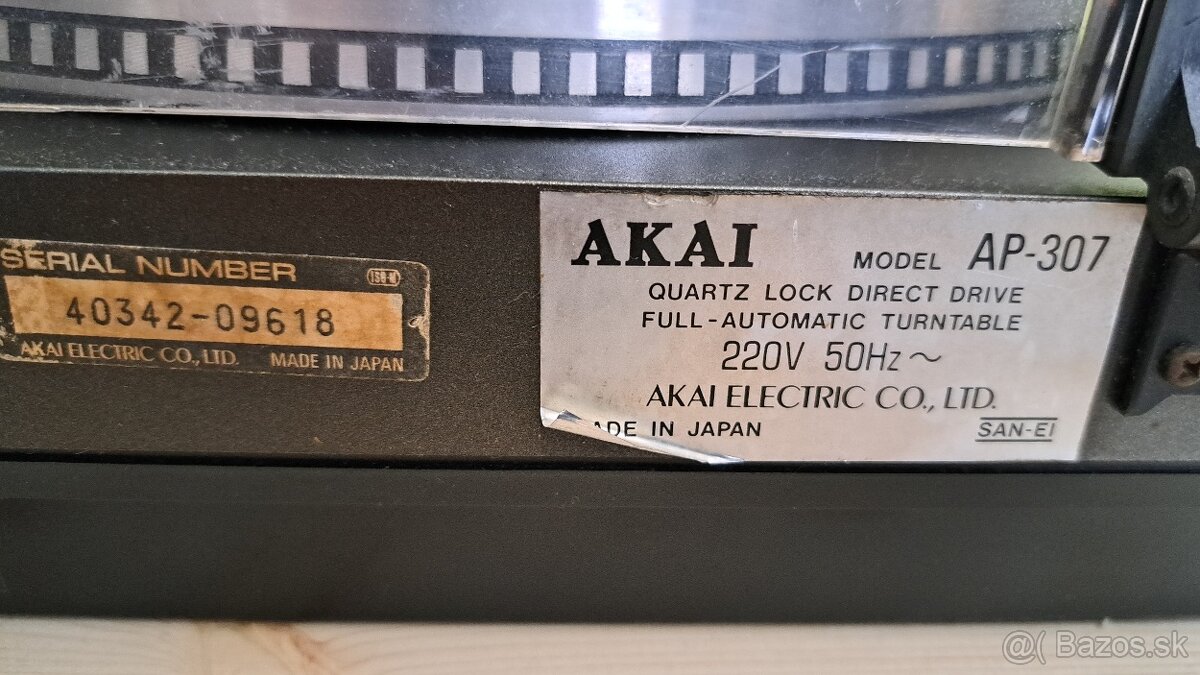 SERIAL NUMBER
40342-09618
AKAI ELECTRIC CO., LTD. MADE IN JAPAN
AKAI MODEL AP-307
QUARTZ LOCK DIRECT DRIVE
FULL-AUTOMATIC TURNTABLE
220V 50Hz ~
AKAI ELECTRIC CO., LTD.
ADE IN JAPAN SAN-EI
@( Bazos.sk